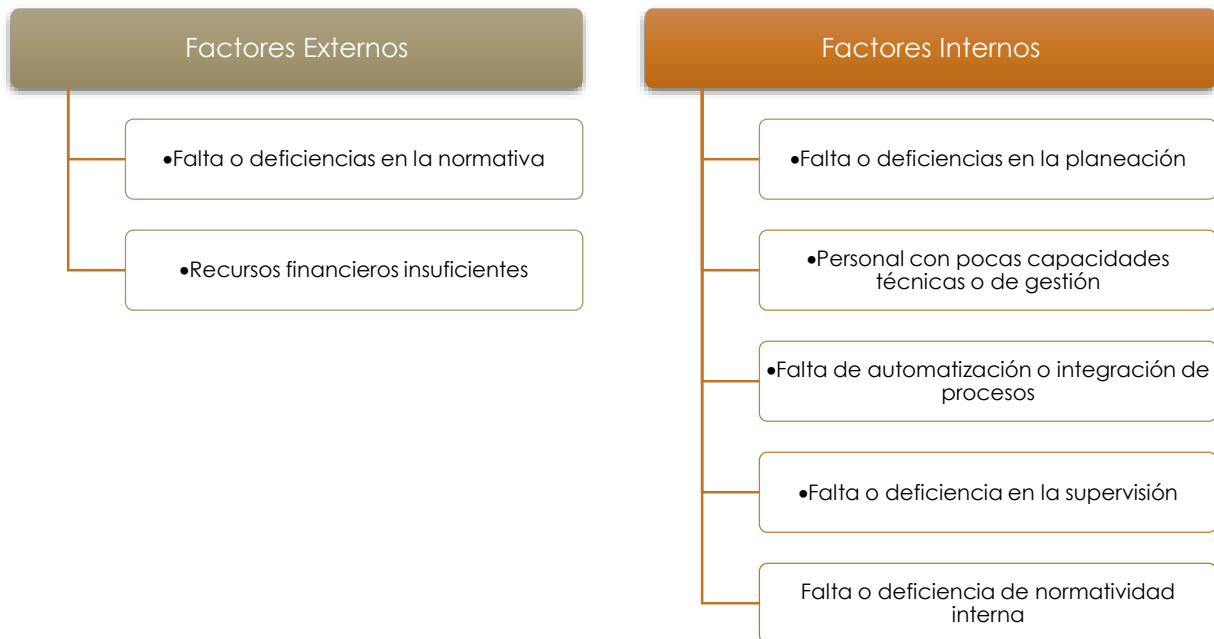 Factores Externos
•Falta o deficiencias en la normativa
•Recursos financieros insuficientes
Factores Internos
•Falta o deficiencias en la planeación
•Personal con pocas capacidades
técnicas o de gestión
•Falta de automatización o integración de
procesos
•Falta o deficiencia en la supervisión
Falta o deficiencia de normatividad
interna